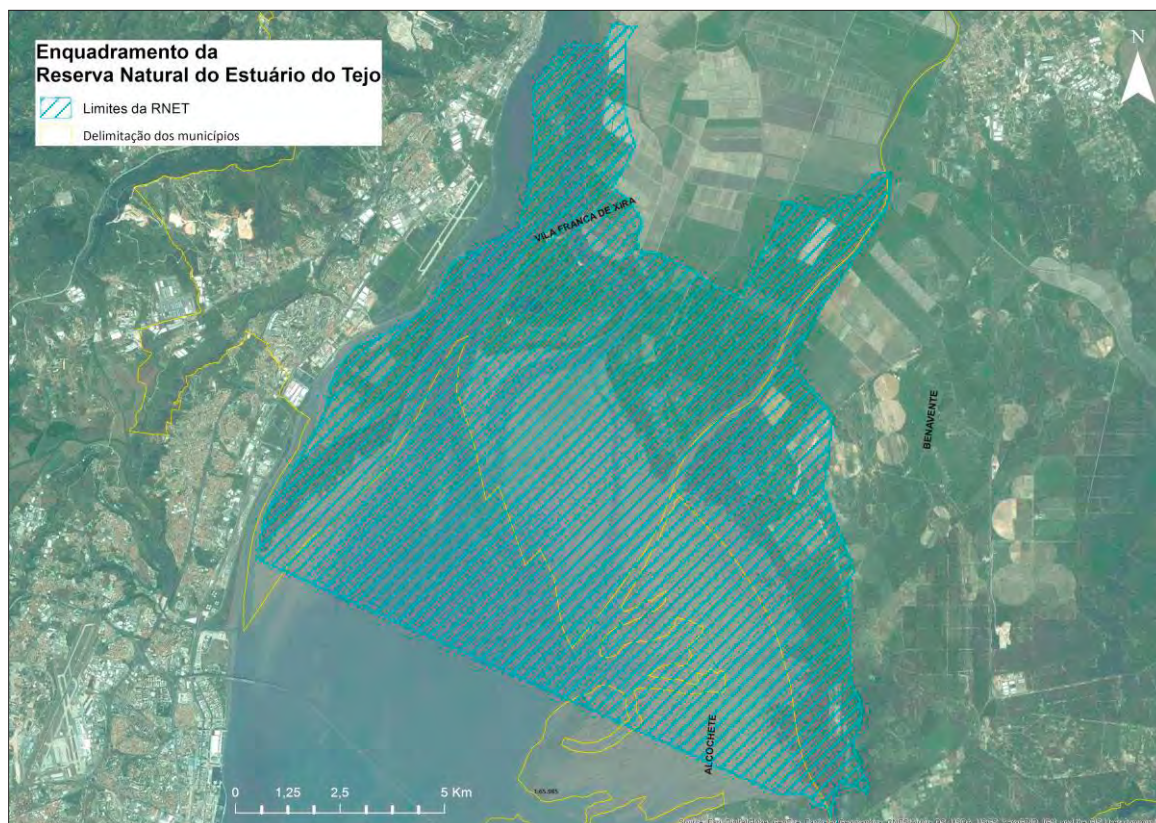 Enquadramento da
Reserva Natural do Estuário do Tejo
Limites da RNET
Delimitação dos municípios
N
VILA FRANCA DE XIRA
BENAVENTE
ALCOCHETE
0 1,25 2,5 5 Km